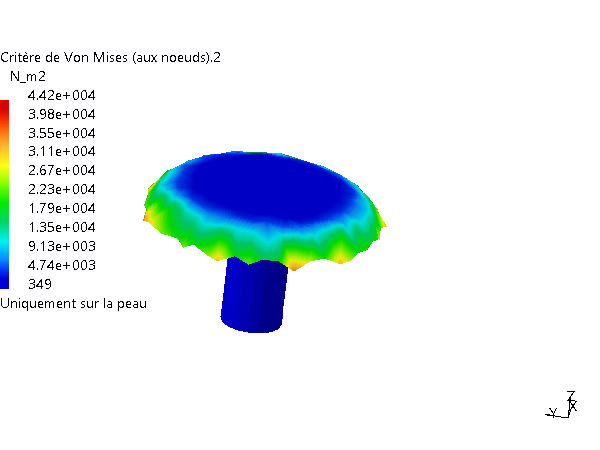 Critère de Von Mises (aux noeuds).2
N_m2
4.42e+004
3.98e+004
3.55e+004
3.11e+004
2.67e+004
2.23e+004
1.79e+004
1.35e+004
9.13e+003
4.74e+003
349
Uniquement sur la peau
Z
Y X